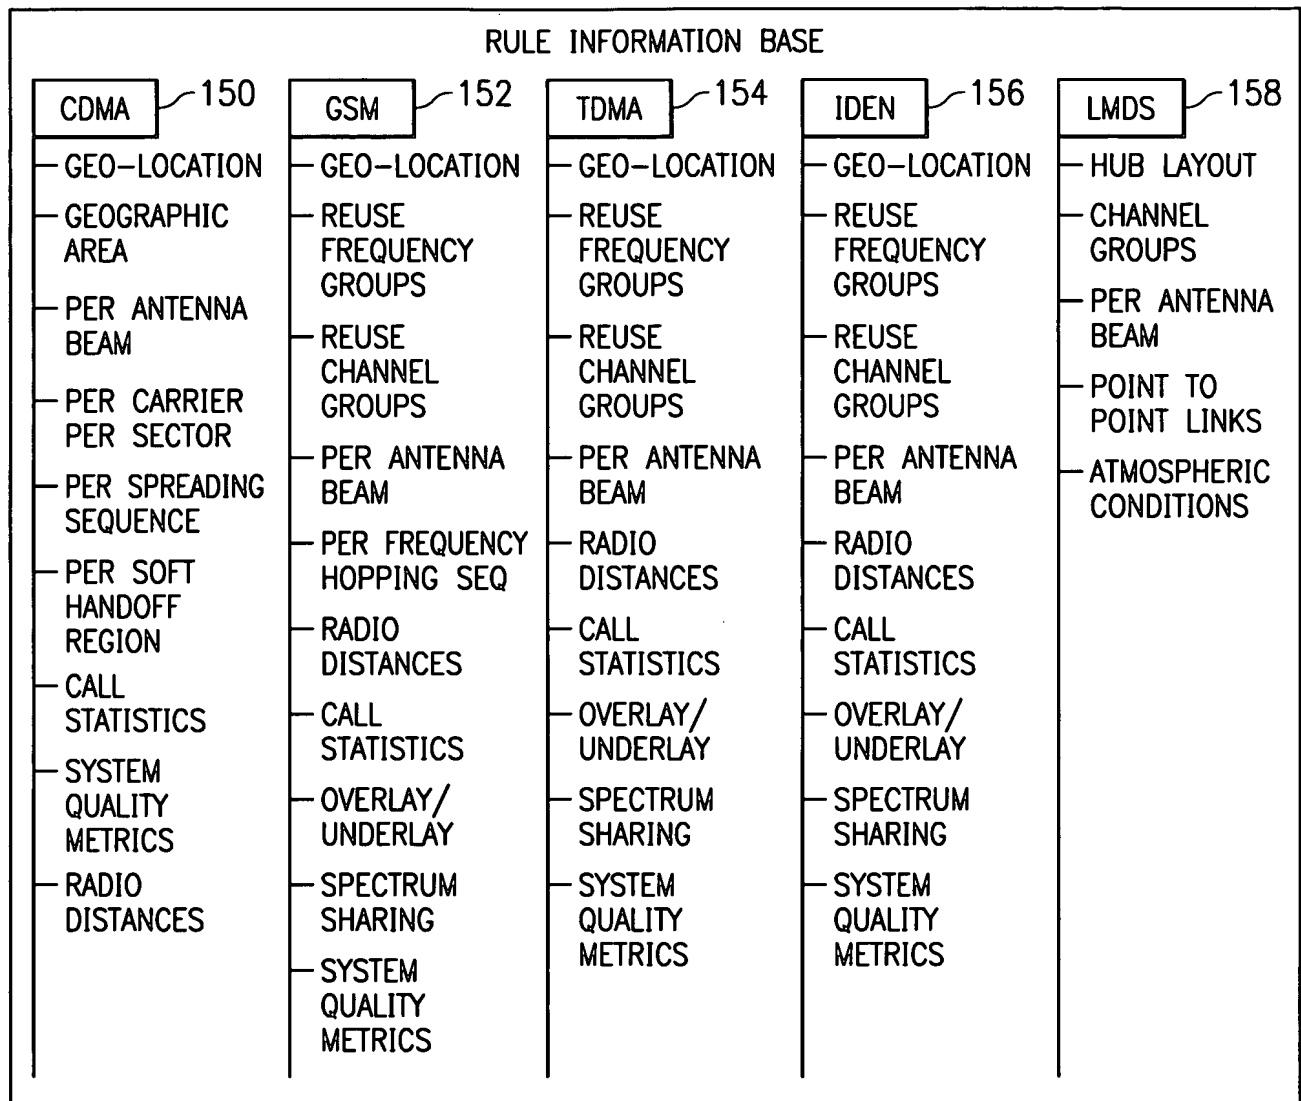 RULE INFORMATION BASE
CDMA
150
GEO-LOCATION
GEOGRAPHIC
AREA
PER ANTENNA
BEAM
PER CARRIER
PER SECTOR
PER SPREADING
SEQUENCE
PER SOFT
HANDOFF
REGION
CALL
STATISTICS
SYSTEM
QUALITY
METRICS
RADIO
DISTANCES
GSM
152
GEO-LOCATION
REUSE
FREQUENCY
GROUPS
REUSE
CHANNEL
GROUPS
PER ANTENNA
BEAM
PER FREQUENCY
HOPPING SEQ
RADIO
DISTANCES
CALL
STATISTICS
OVERLAY/
UNDERLAY
SPECTRUM
SHARING
SYSTEM
QUALITY
METRICS
TDMA
154
GEO-LOCATION
REUSE
FREQUENCY
GROUPS
REUSE
CHANNEL
GROUPS
PER ANTENNA
BEAM
RADIO
DISTANCES
CALL
STATISTICS
OVERLAY/
UNDERLAY
SPECTRUM
SHARING
SYSTEM
QUALITY
METRICS
IDEN
156
GEO-LOCATION
REUSE
FREQUENCY
GROUPS
REUSE
CHANNEL
GROUPS
PER ANTENNA
BEAM
RADIO
DISTANCES
CALL
STATISTICS
OVERLAY/
UNDERLAY
SPECTRUM
SHARING
SYSTEM
QUALITY
METRICS
LMDS
158
HUB LAYOUT
CHANNEL
GROUPS
PER ANTENNA
BEAM
POINT TO
POINT LINKS
ATMOSPHERIC
CONDITIONS